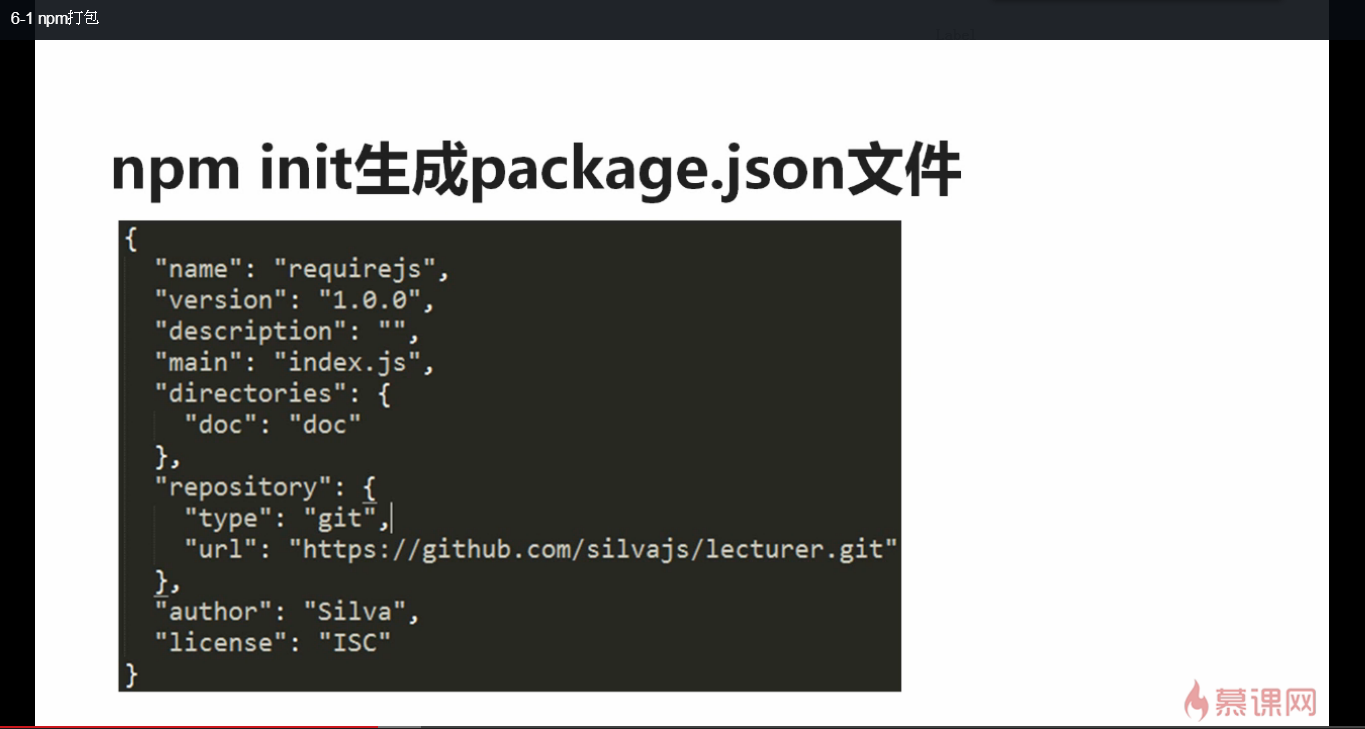 6-1 npm打包
npm init生成package.json文件
{
"name": "requirejs",
"version": "1.0.0",
"description": "",
"main": "index.js",
"directories": {
"doc": "doc"
},
"repository": {
"type": "git",
"url": "https://github.com/silvajs/lecturer.git"
},
"author": "Silva",
"license": "ISC"
}
慕课网